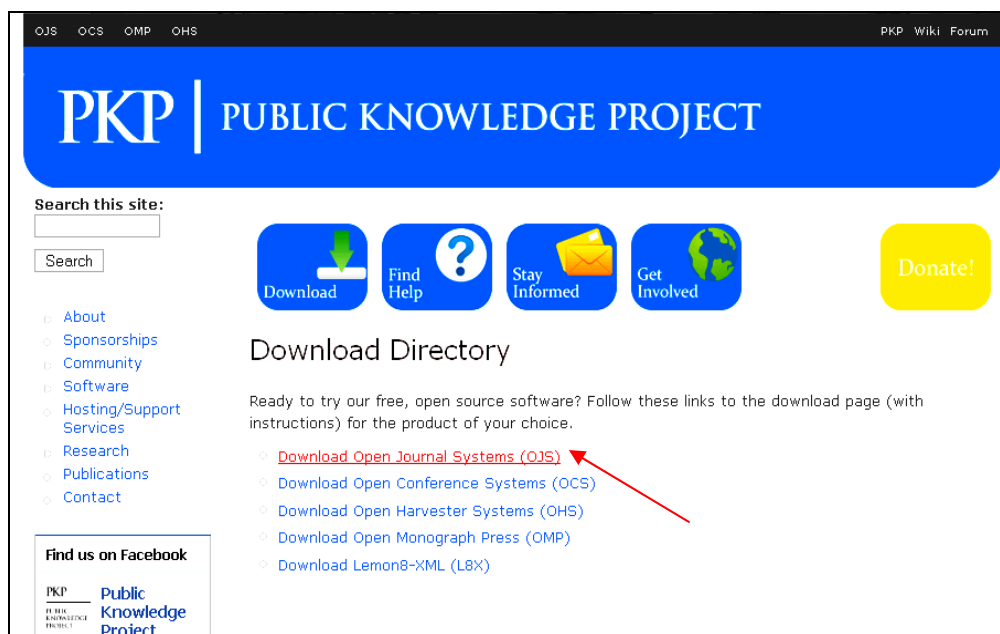 OJS OCS OMP OHS
PKP Wiki Forum
PKP | PUBLIC KNOWLEDGE PROJECT
Search this site:
Search
Download
Find
Help
Stay
Informed
Get
Involved
Donate!
About
Sponsorships
Community
Software
Hosting/Support
Services
Research
Publications
Contact
Download Directory
Ready to try our free, open source software? Follow these links to the download page (with
instructions) for the product of your choice.
Download Open Journal Systems (OJS)
Download Open Conference Systems (OCS)
Download Open Harvester Systems (OHS)
Download Open Monograph Press (OMP)
Download Lemon8-XML (L8X)
Find us on Facebook
PKP
PUBLIC
KNOWLEDGE
PROJECT
Public
Knowledge
Project